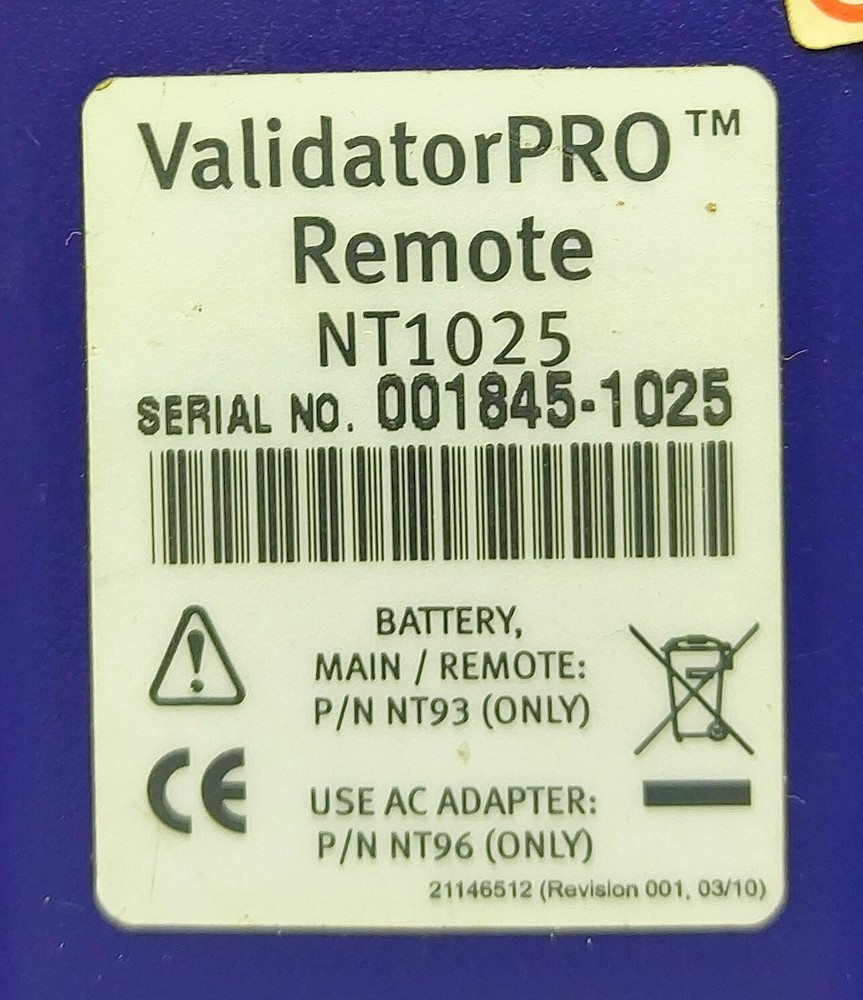 ValidatorPRO™
Remote
NT1025
SERIAL NO. 001845-1025
BATTERY,
MAIN / REMOTE:
P/N NT93 (ONLY)
CE
USE AC ADAPTER:
P/N NT96 (ONLY)
21146512 (Revision 001, 03/10)